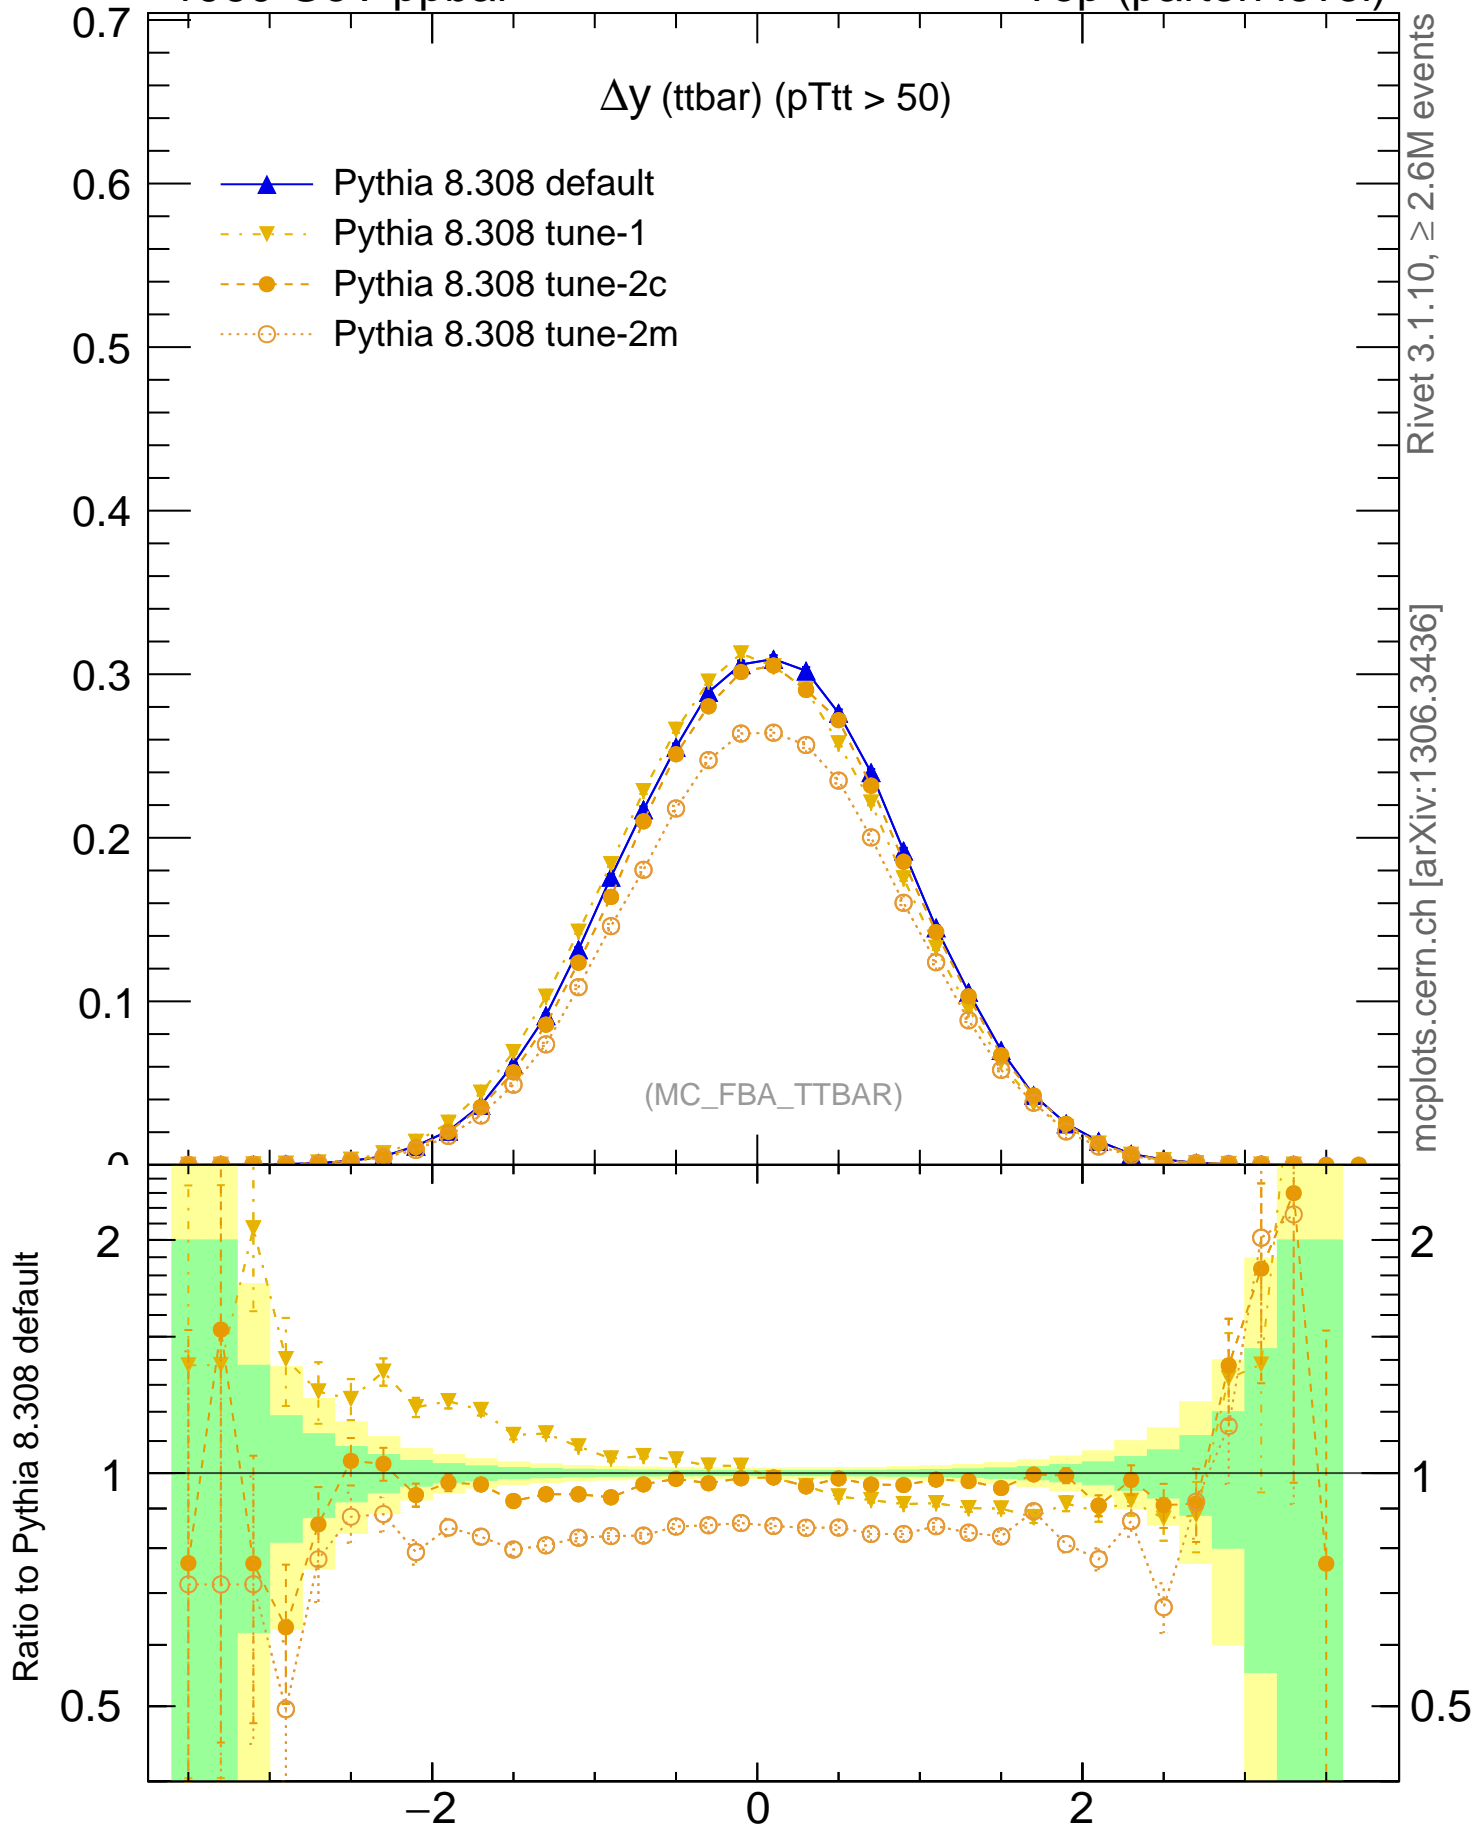 Δy (ttbar) (pTtt > 50)
Pythia 8.308 default
Pythia 8.308 tune-1
Pythia 8.308 tune-2c
Pythia 8.308 tune-2m
0.7
0.6
0.5
0.4
0.3
0.2
0.1
0
(MC_FBA_TTBAR)
Rivet 3.1.10, ≥ 2.6M events
mcplots.cern.ch [arXiv:1306.3436]
Ratio to Pythia 8.308 default
2
1
0.5
2
1
0.5
−2
0
2